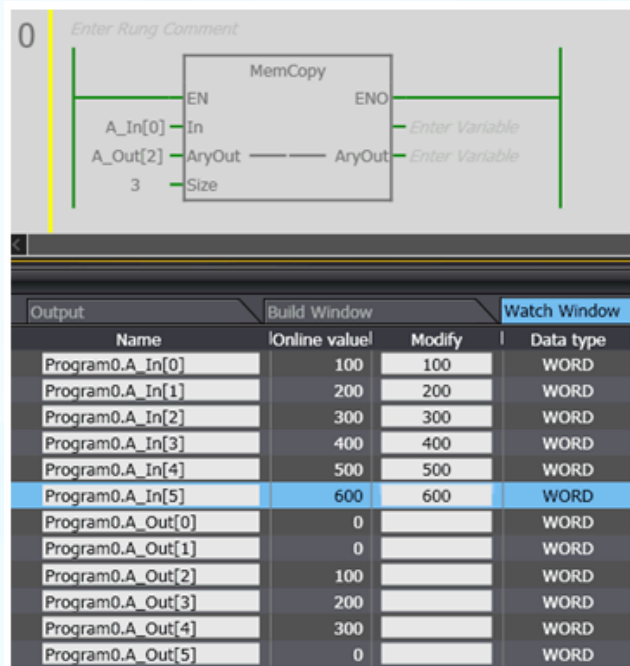 0
Enter Rung Comment
MemCopy
EN ENO
A_In[0] In Enter Variable
A_Out[2] AryOut AryOut Enter Variable
3 Size
<
Output Build Window Watch Window
Name Online value Modify Data type
Program0.A_In[0] 100 100 WORD
Program0.A_In[1] 200 200 WORD
Program0.A_In[2] 300 300 WORD
Program0.A_In[3] 400 400 WORD
Program0.A_In[4] 500 500 WORD
Program0.A_In[5] 600 600 WORD
Program0.A_Out[0] 0 WORD
Program0.A_Out[1] 0 WORD
Program0.A_Out[2] 100 WORD
Program0.A_Out[3] 200 WORD
Program0.A_Out[4] 300 WORD
Program0.A_Out[5] 0 WORD